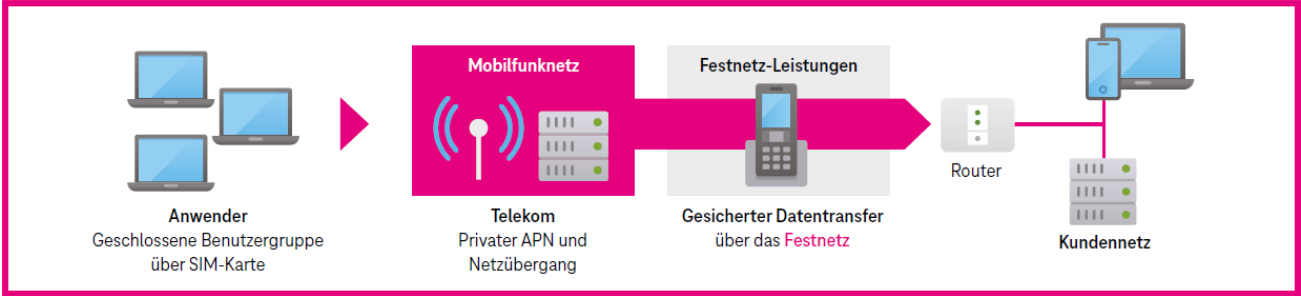 Mobilfunknetz
Festnetz-Leistungen
Router
Anwender
Geschlossene Benutzergruppe
über SIM-Karte
Telekom
Privater APN und
Netzübergang
Gesicherter Datentransfer
über das Festnetz
Kundennetz